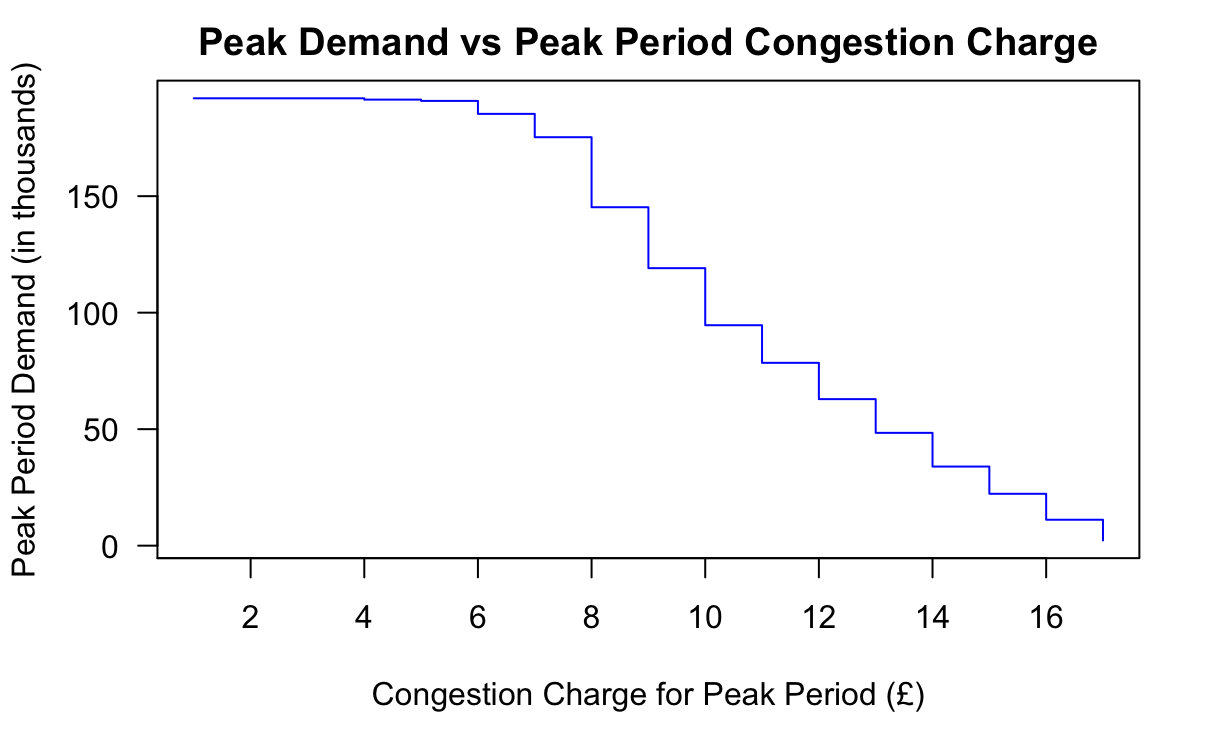 Peak Demand vs Peak Period Congestion Charge
Peak Period Demand (in thousands)
150
100
50
0
2 4 6 8 10 12 14 16
Congestion Charge for Peak Period (£)